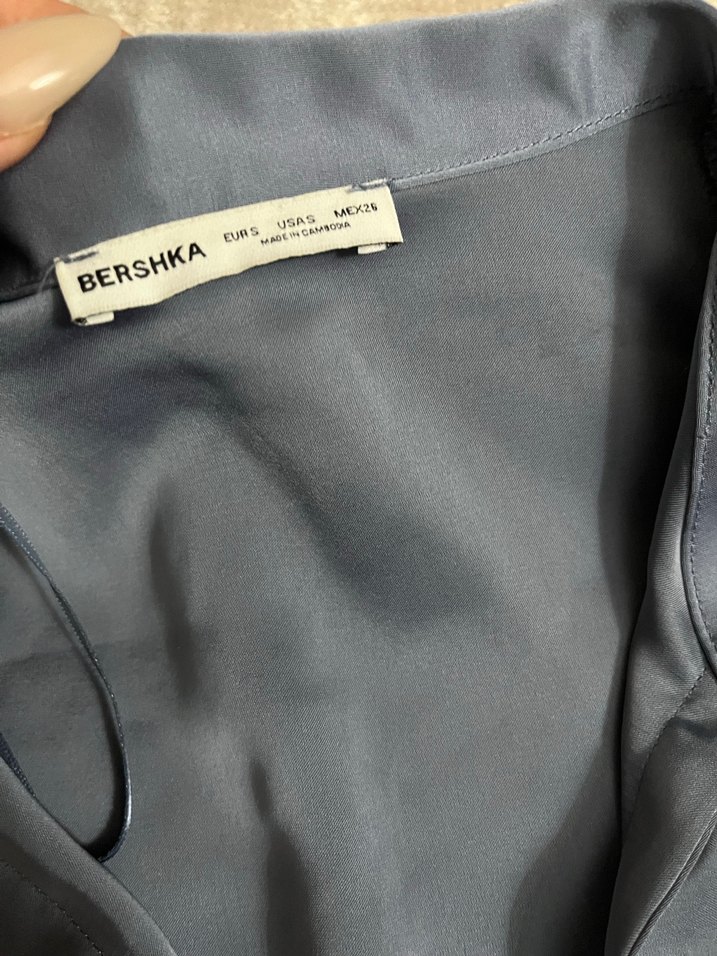 BERSHKA
EUR S USA S MEX 26
MADE IN CAMBODIA